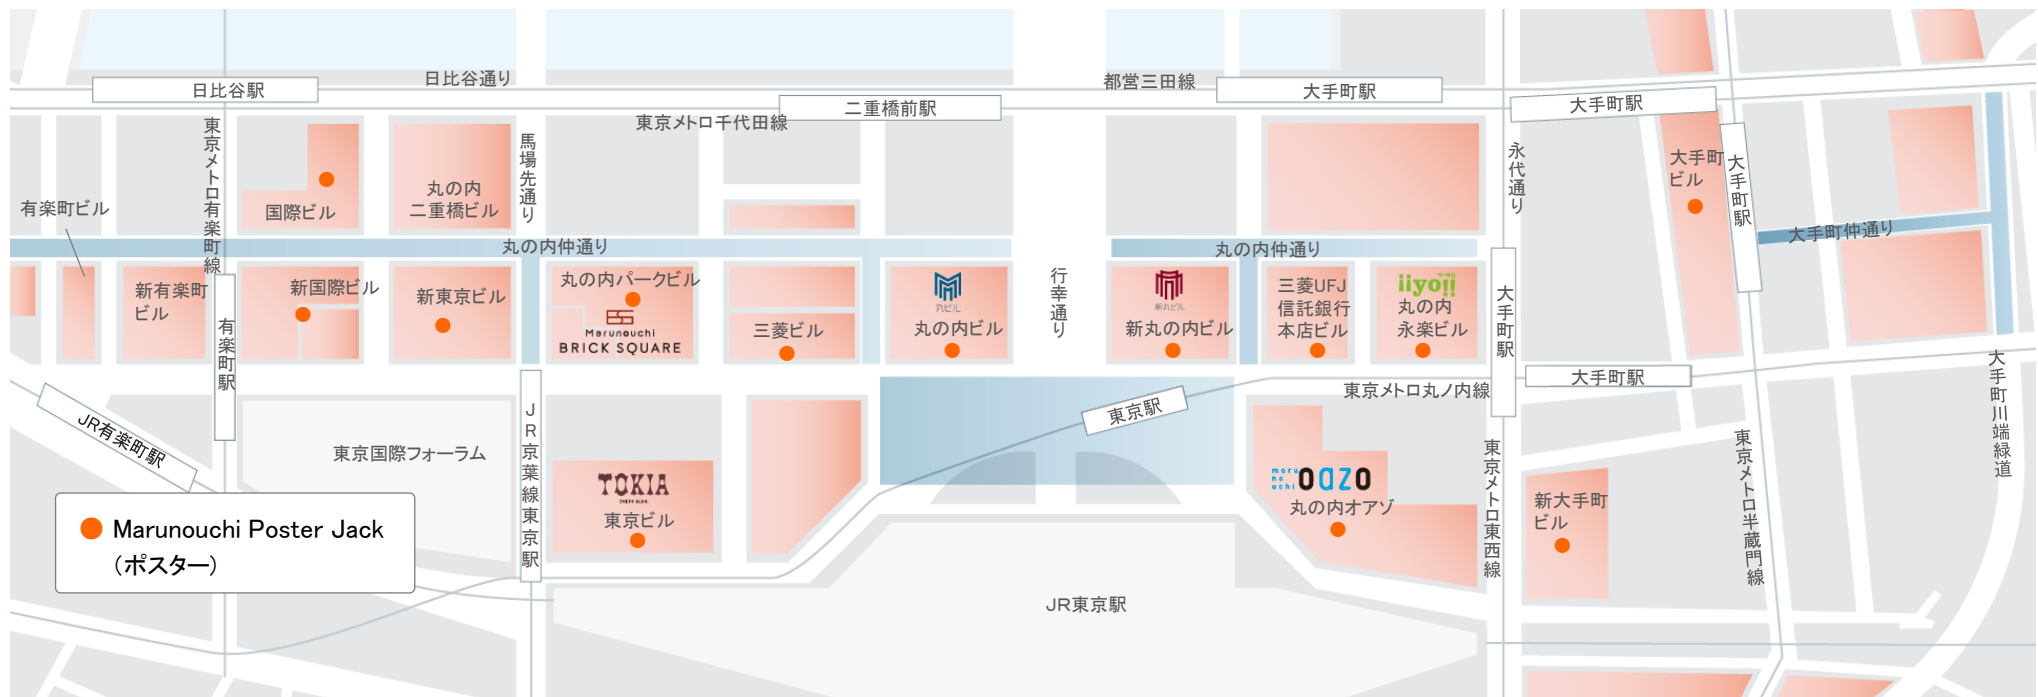 日比谷駅
日比谷通り
都営三田線
大手町駅
大手町駅
二重橋前駅
東京メトロ千代田線
東京メトロ有楽町線
馬場先通り
永代通り
大手町
ビル
大手町駅
有楽町ビル
国際ビル
丸の内
二重橋ビル
丸の内仲通り
丸の内仲通り
大手町仲通り
新有楽町
ビル
有楽町駅
新国際ビル
新東京ビル
丸の内パークビル
Marunouchi
BRICK SQUARE
三菱ビル
丸ビル
丸の内ビル
行幸通り
新丸ビル
新丸の内ビル
三菱UFJ
信託銀行
本店ビル
iiyo!!
丸の内
永楽ビル
大手町駅
大手町駅
東京メトロ丸ノ内線
大手町川端緑道
JR有楽町駅
東京国際フォーラム
JR京葉線東京駅
東京駅
TOKIA
東京ビル
maru
no
uchi
oazo
丸の内オアゾ
東京メトロ東西線
新大手町
ビル
東京メトロ半蔵門線
JR東京駅
Marunouchi Poster Jack
（ポスター）